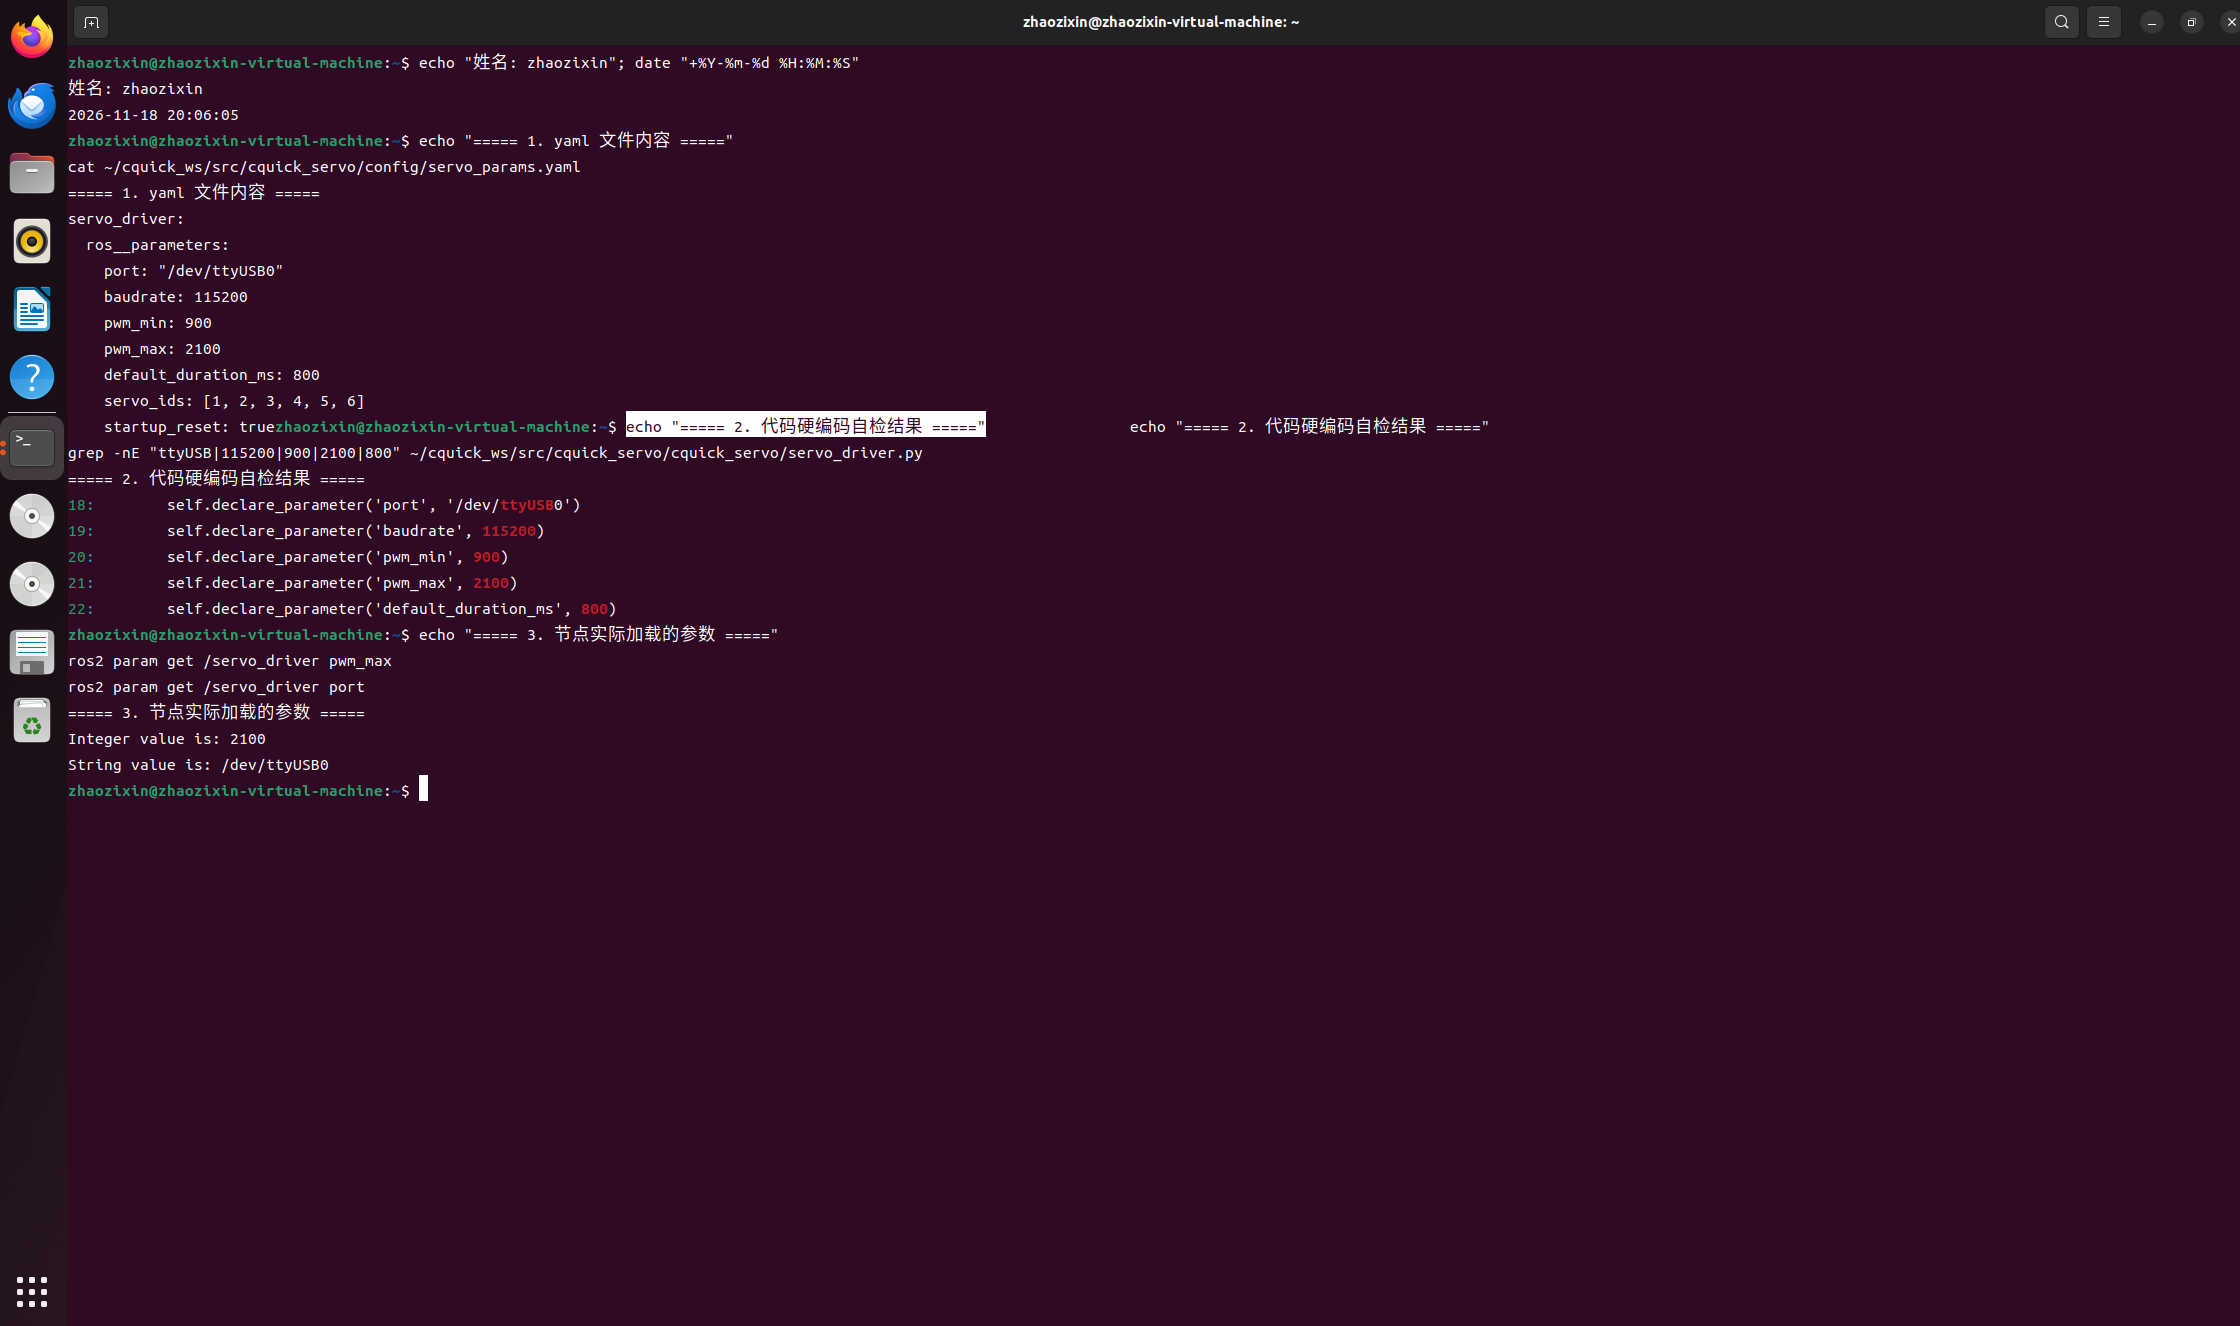 zhaozixin@zhaozixin-virtual-machine: ~
zhaozixin@zhaozixin-virtual-machine:~$ echo "姓名: zhaozixin"; date "+%Y-%m-%d %H:%M:%S"
姓名: zhaozixin
2026-11-18 20:06:05
zhaozixin@zhaozixin-virtual-machine:~$ echo "===== 1. yaml 文件内容 ====="
cat ~/cquick_ws/src/cquick_servo/config/servo_params.yaml
===== 1. yaml 文件内容 =====
servo_driver:
  ros__parameters:
    port: "/dev/ttyUSB0"
    baudrate: 115200
    pwm_min: 900
    pwm_max: 2100
    default_duration_ms: 800
    servo_ids: [1, 2, 3, 4, 5, 6]
    startup_reset: truezhaozixin@zhaozixin-virtual-machine:~$ echo "===== 2. 代码硬编码自检结果 ====="                echo "===== 2. 代码硬编码自检结果 ====="
grep -nE "ttyUSB|115200|900|2100|800" ~/cquick_ws/src/cquick_servo/cquick_servo/servo_driver.py
===== 2. 代码硬编码自检结果 =====
18:        self.declare_parameter('port', '/dev/ttyUSB0')
19:        self.declare_parameter('baudrate', 115200)
20:        self.declare_parameter('pwm_min', 900)
21:        self.declare_parameter('pwm_max', 2100)
22:        self.declare_parameter('default_duration_ms', 800)
zhaozixin@zhaozixin-virtual-machine:~$ echo "===== 3. 节点实际加载的参数 ====="
ros2 param get /servo_driver pwm_max
ros2 param get /servo_driver port
===== 3. 节点实际加载的参数 =====
Integer value is: 2100
String value is: /dev/ttyUSB0
zhaozixin@zhaozixin-virtual-machine:~$